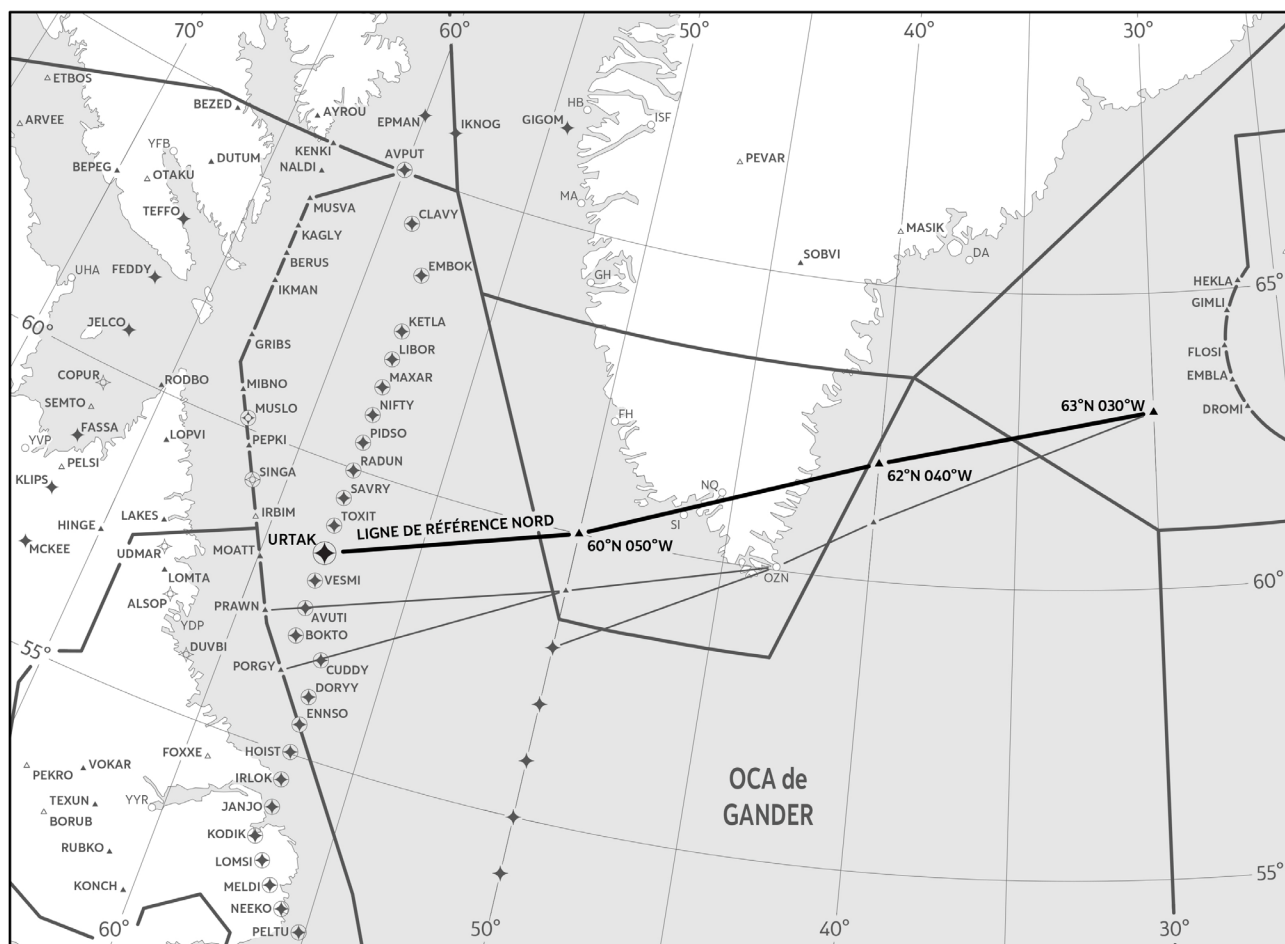 70°
60°
50°
40°
30°
ETBOS
BEZED
AYROU
EPMAN
IKNOG
GIGOM
HB
ISF
ARVEE
YFB
DUTUM
KENKI
NALDI
AVPUT
PEVAR
BEPEG
OTAKU
TEFFO
MUSVA
MA
CLAVY
KAGLY
MASIK
BERUS
SOBVI
DA
UHA
FEDDY
EMBOK
GH
IKMAN
HEKLA
65°
GIMLI
60°
JELCO
KETLA
GRIBS
LIBOR
FLOSI
COPUR
RODBO
MIBNO
MAXAR
EMBLA
SEMTO
MUSLO
NIFTY
FH
63°N 030°W
DROMI
FASSA
YVP
LOPVI
PEPKI
PIDSO
PELSI
RADUN
KLIPS
SINGA
62°N 040°W
SAVRY
NQ
LAKES
IRBIM
TOXIT
SI
HINGE
LIGNE DE RÉFÉRENCE NORD
URTAK
MCKEE
UDMAR
MOATT
60°N 050°W
LOMTA
VESMI
OZN
60°
ALSOP
PRAWN
AVUTI
YDP
BOKTO
55°
DUVBI
PORGY
CUDDY
DORYY
ENNSO
FOXXE
HOIST
PEKRO
VOKAR
IRLOK
OCA de
GANDER
TEXUN
YYR
JANJO
BORUB
KODIK
RUBKO
LOMSI
55°
KONCH
MELDI
NEEKO
60°
PELTU
50°
40°
30°